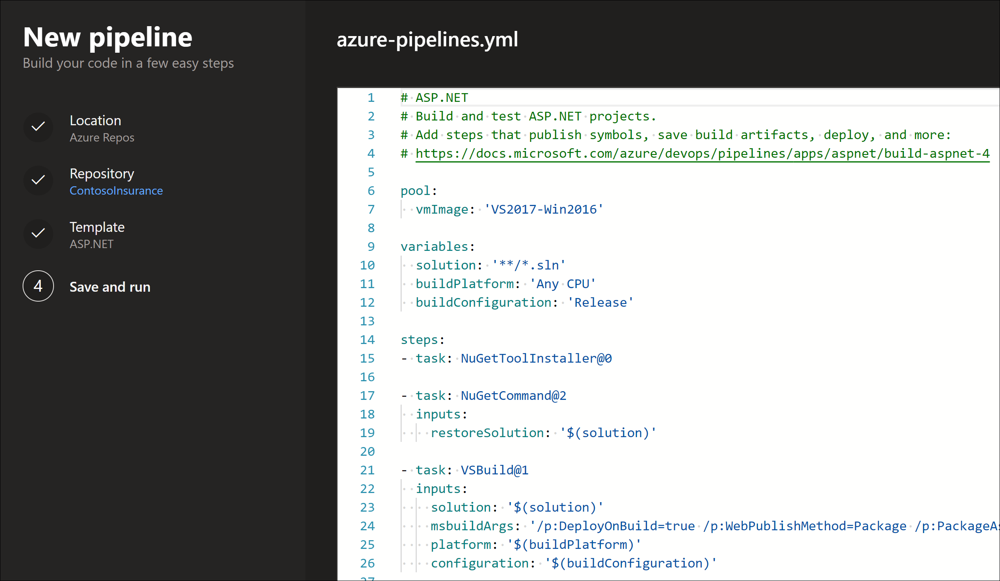 New pipeline
Build your code in a few easy steps
Location
Azure Repos
Repository
ContosoInsurance
Template
ASP.NET
4 Save and run
azure-pipelines.yml
1 # ASP.NET
2 # Build and test ASP.NET projects.
3 # Add steps that publish symbols, save build artifacts, deploy, and more:
4 # https://docs.microsoft.com/azure/devops/pipelines/apps/aspnet/build-aspnet-4
5
6 pool:
7   vmImage: 'VS2017-Win2016'
8
9 variables:
10   solution: '**/*.sln'
11   buildPlatform: 'Any CPU'
12   buildConfiguration: 'Release'
13
14 steps:
15 - task: NuGetToolInstaller@0
16
17 - task: NuGetCommand@2
18   inputs:
19     restoreSolution: '$(solution)'
20
21 - task: VSBuild@1
22   inputs:
23     solution: '$(solution)'
24     msbuildArgs: '/p:DeployOnBuild=true /p:WebPublishMethod=Package /p:PackageAs
25     platform: '$(buildPlatform)'
26     configuration: '$(buildConfiguration)'
27